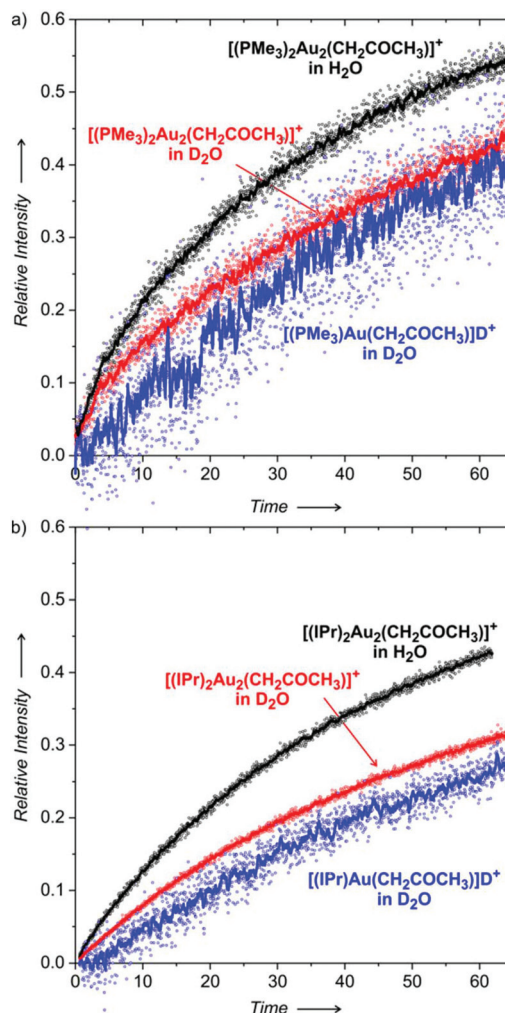 a)
0.6
0.5
0.4
0.3
0.2
0.1
0.0
Relative Intensity
[(PMe₃)₂Au₂(CH₂COCH₃)]⁺
in H₂O
[(PMe₃)₂Au₂(CH₂COCH₃)]⁺
in D₂O
[(PMe₃)Au(CH₂COCH₃)]D⁺
in D₂O
0 10 20 30 40 50 60
Time
b)
0.6
0.5
0.4
0.3
0.2
0.1
0.0
Relative Intensity
[(IPr)₂Au₂(CH₂COCH₃)]⁺
in H₂O
[(IPr)₂Au₂(CH₂COCH₃)]⁺
in D₂O
[(IPr)Au(CH₂COCH₃)]D⁺
in D₂O
0 10 20 30 40 50 60
Time